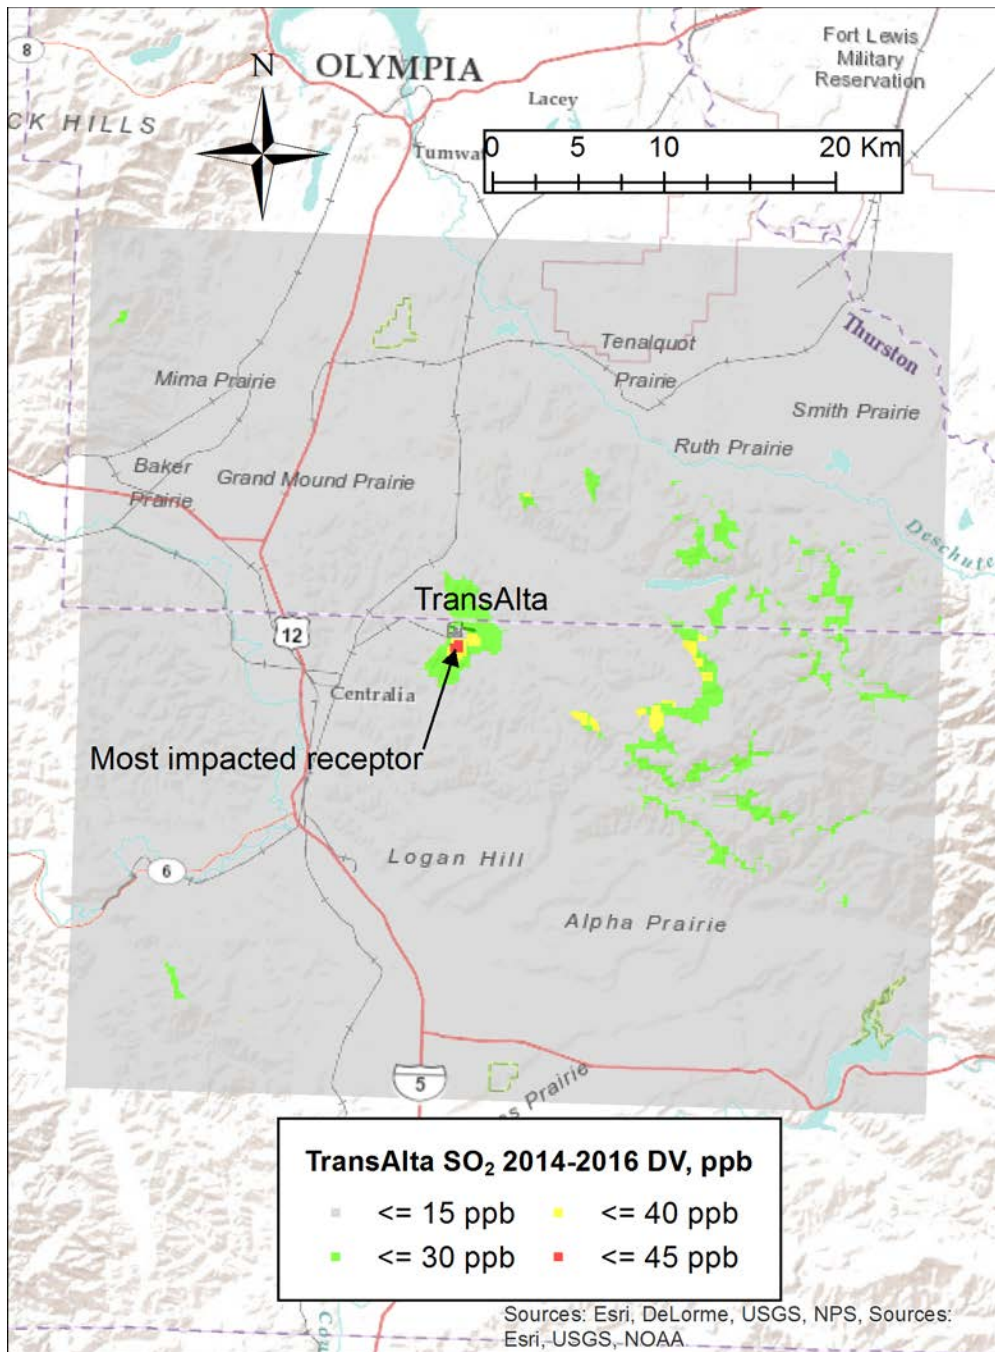 8
N
OLYMPIA
Fort Lewis
Military
Reservation
Lacey
CK HILLS
Tumwat
0 5 10 20 Km
Thurston
Tenalquot
Prairie
Mima Prairie
Smith Prairie
Ruth Prairie
Baker
Prairie
Grand Mound Prairie
Deschute
TransAlta
12
Centralia
Most impacted receptor
Logan Hill
6
Alpha Prairie
5
ss Prairie
TransAlta SO₂ 2014-2016 DV, ppb
<= 15 ppb <= 40 ppb
<= 30 ppb <= 45 ppb
Sources: Esri, DeLorme, USGS, NPS, Sources:
Esri, USGS, NOAA
Cou